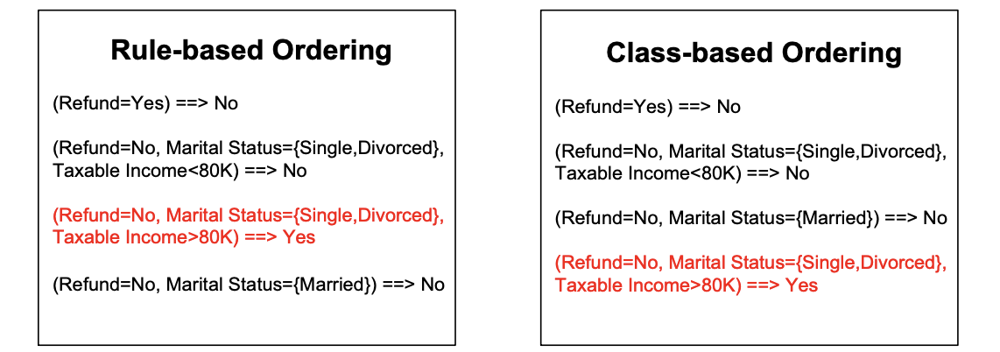 Rule-based Ordering
(Refund=Yes) ==> No
(Refund=No, Marital Status={Single,Divorced},
Taxable Income<80K) ==> No
(Refund=No, Marital Status={Single,Divorced},
Taxable Income>80K) ==> Yes
(Refund=No, Marital Status={Married}) ==> No
Class-based Ordering
(Refund=Yes) ==> No
(Refund=No, Marital Status={Single,Divorced},
Taxable Income<80K) ==> No
(Refund=No, Marital Status={Married}) ==> No
(Refund=No, Marital Status={Single,Divorced},
Taxable Income>80K) ==> Yes